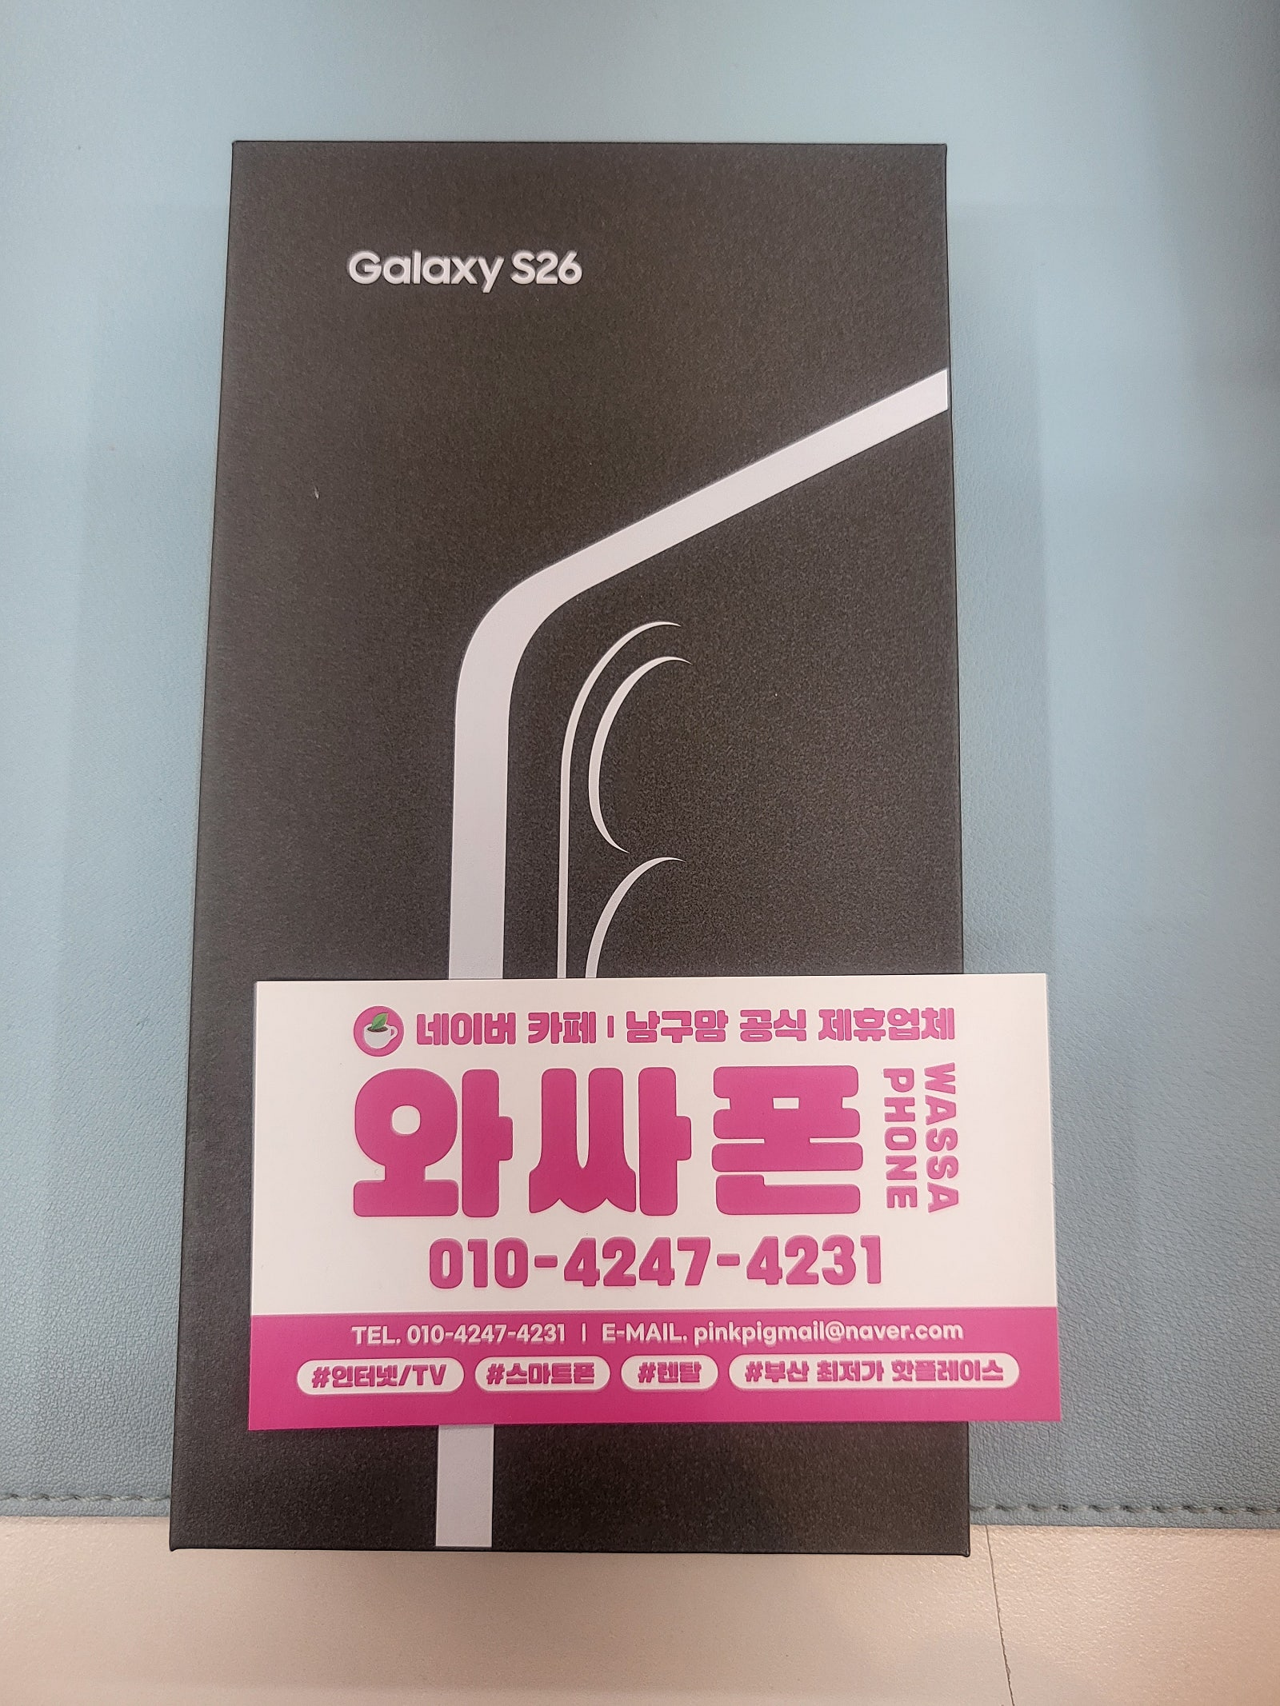 Galaxy S26
네이버 카페 | 남구맘 공식 제휴업체
와싸폰
WASSA
PHONE
010-4247-4231
TEL. 010-4247-4231 | E-MAIL. pinkpigmail@naver.com
#인터넷/TV #스마트폰 #렌탈 #부산 최저가 핫플레이스